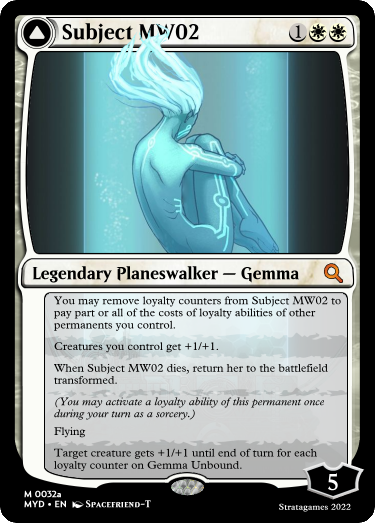 Subject MW02
1
Legendary Planeswalker — Gemma
You may remove loyalty counters from Subject MW02 to
pay part or all of the costs of loyalty abilities of other
permanents you control.
Creatures you control get +1/+1.
When Subject MW02 dies, return her to the battlefield
transformed.
(You may activate a loyalty ability of this permanent once
during your turn as a sorcery.)
Flying
Target creature gets +1/+1 until end of turn for each
loyalty counter on Gemma Unbound.
5
M 0032a
MYD • EN Spacefriend-T
Stratagames 2022